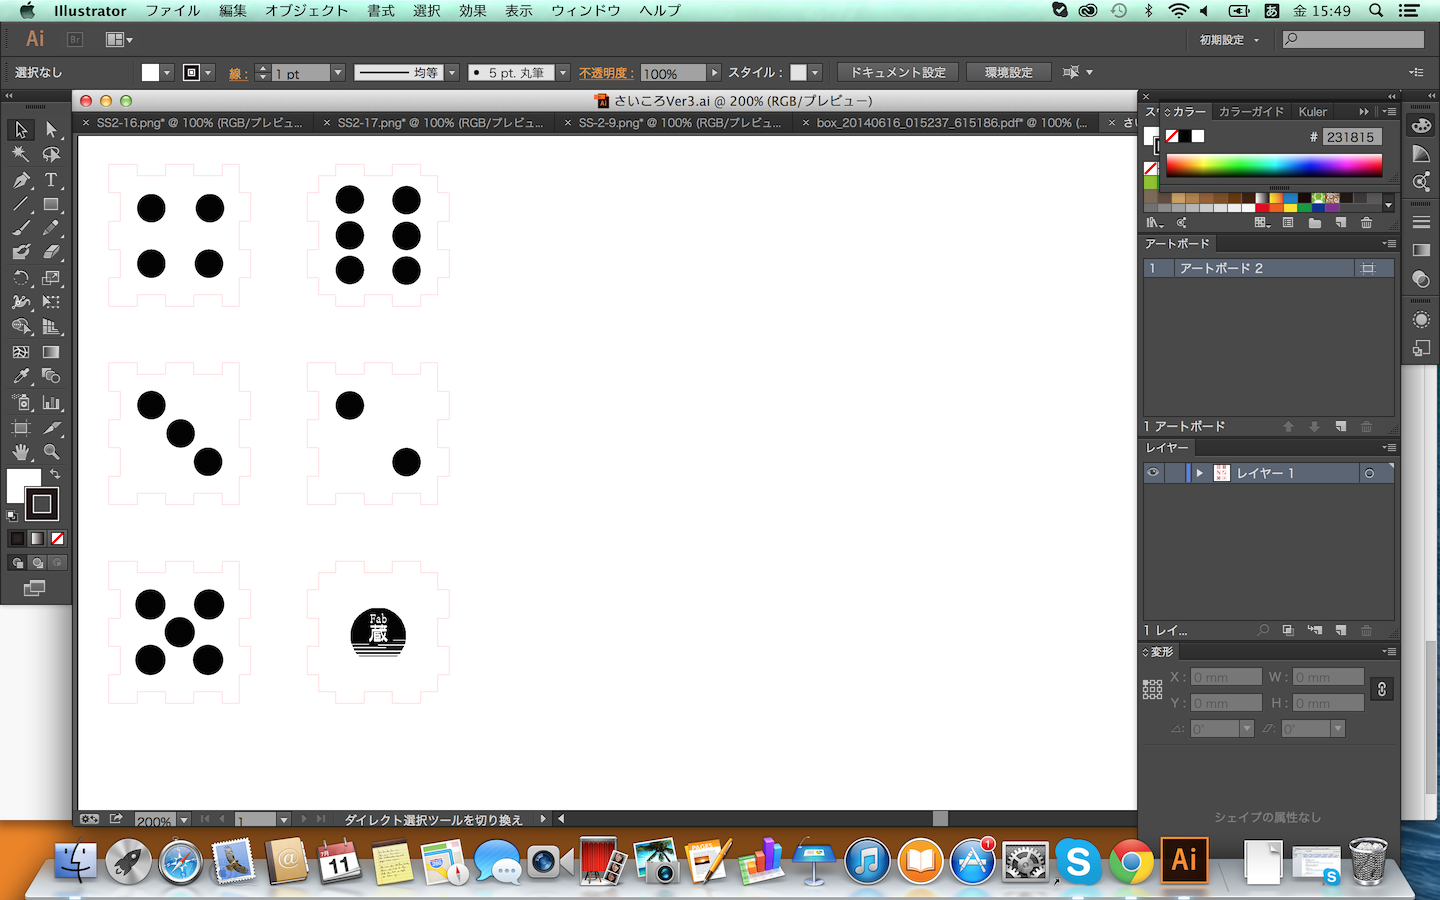 Illustrator ファイル 編集 オブジェクト 書式 選択 効果 表示 ウィンドウ ヘルプ あ 金 15:49
Ai Br 初期設定
選択なし 線: 1 pt 均等 5 pt. 丸筆 不透明度: 100% スタイル: ドキュメント設定 環境設定
さいころVer3.ai @ 200% (RGB/プレビュー)
× SS2-16.png* @ 100% (RGB/プレビュ... × SS2-17.png* @ 100% (RGB/プレビュ... × SS-2-9.png* @ 100% (RGB/プレビュ... × box_20140616_015237_615186.pdf* @ 100% (... × さい
カラー カラーガイド Kuler
# 231815
アートボード
1 アートボード 2
1 アートボード
レイヤー
レイヤー 1
1 レイ...
変形
X: 0 mm W: 0 mm
Y: 0 mm H: 0 mm
0° 0°
シェイプの属性なし
Fab
蔵
200% 1 ダイレクト選択ツールを切り換え
7月
11
PAGES
1
S
Ai
S